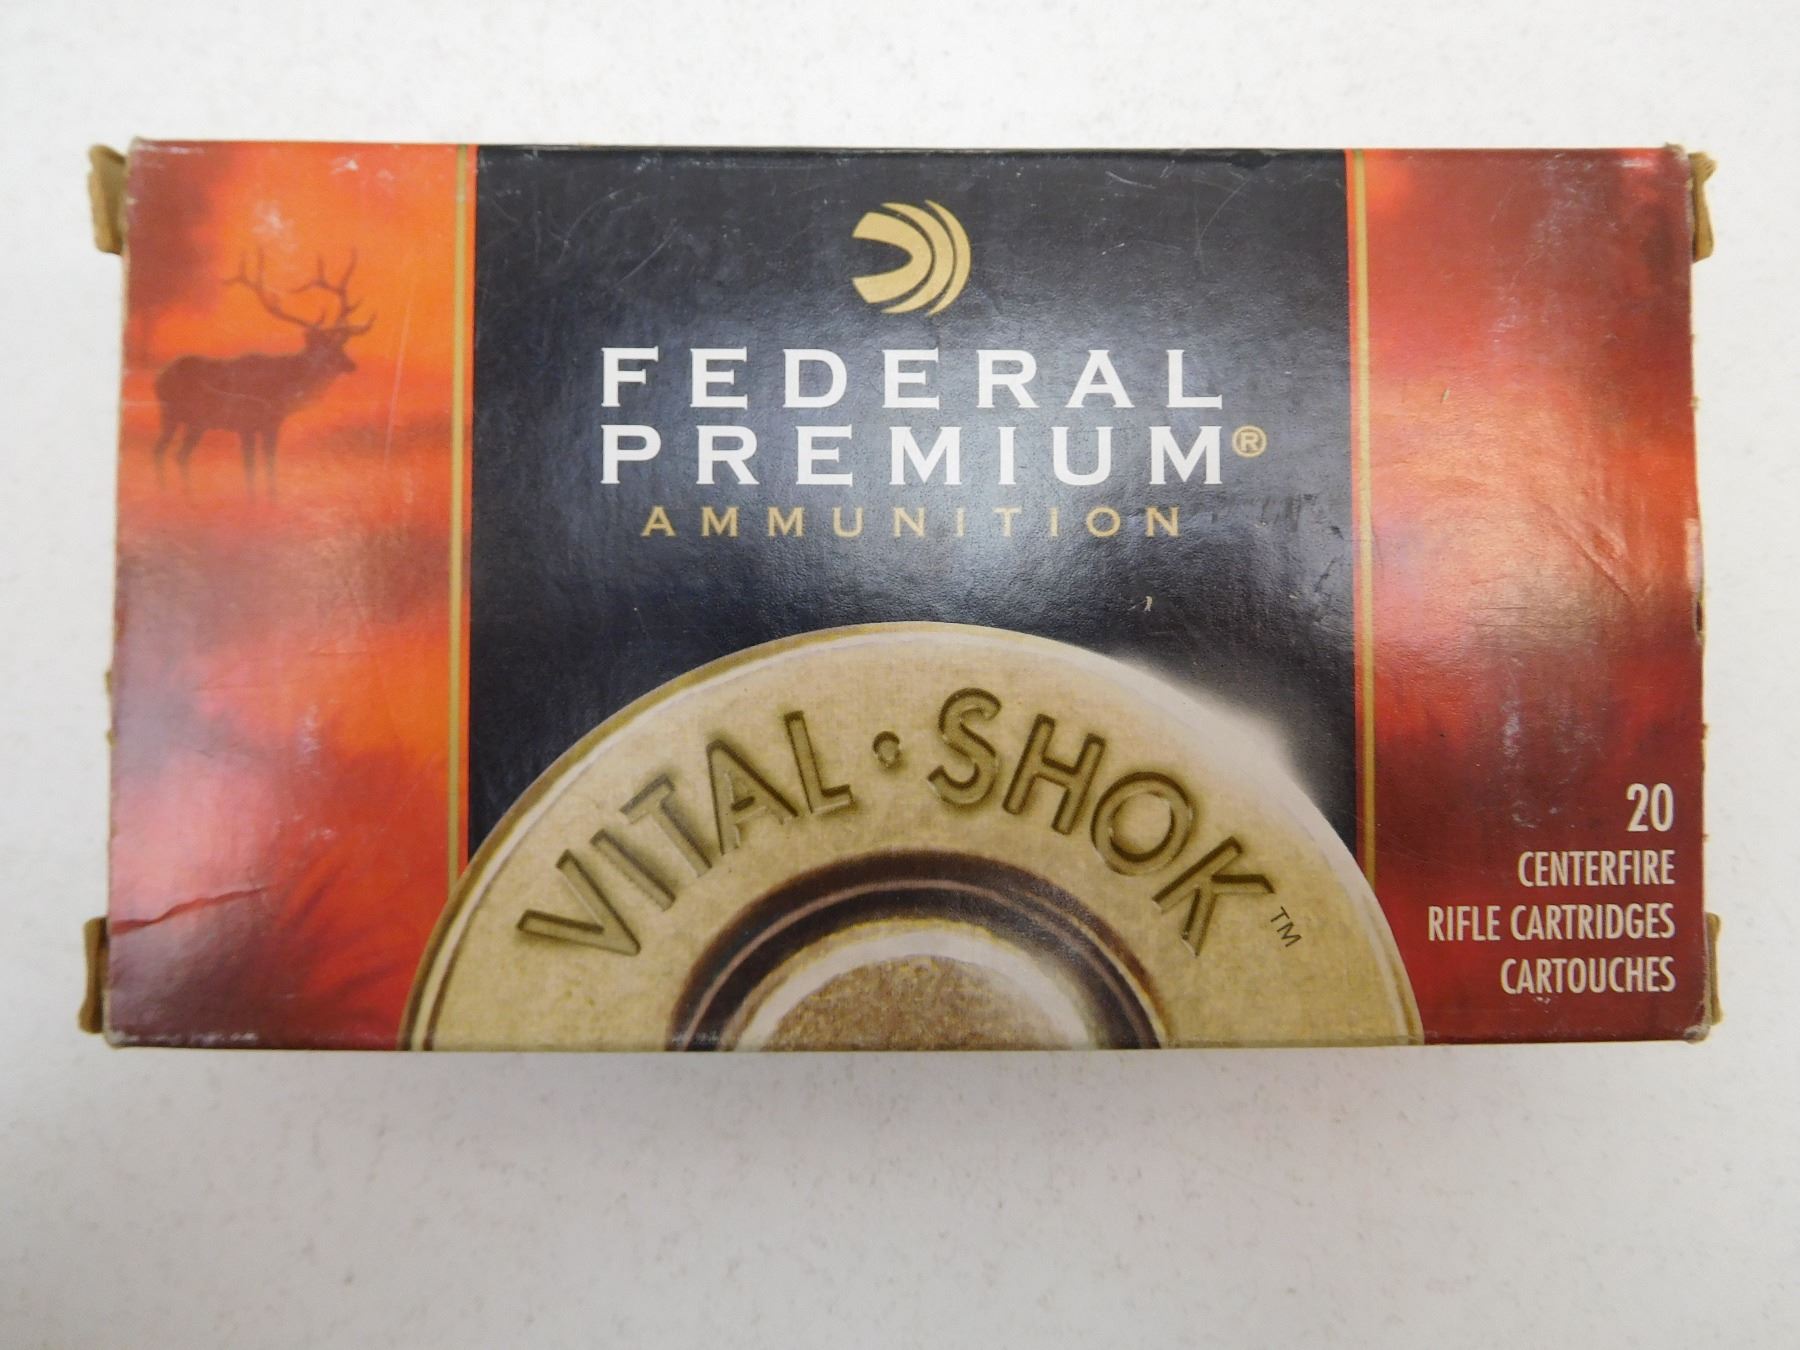 FEDERAL
PREMIUM®
AMMUNITION
VITAL•SHOK™
20
CENTERFIRE
RIFLE CARTRIDGES
CARTOUCHES